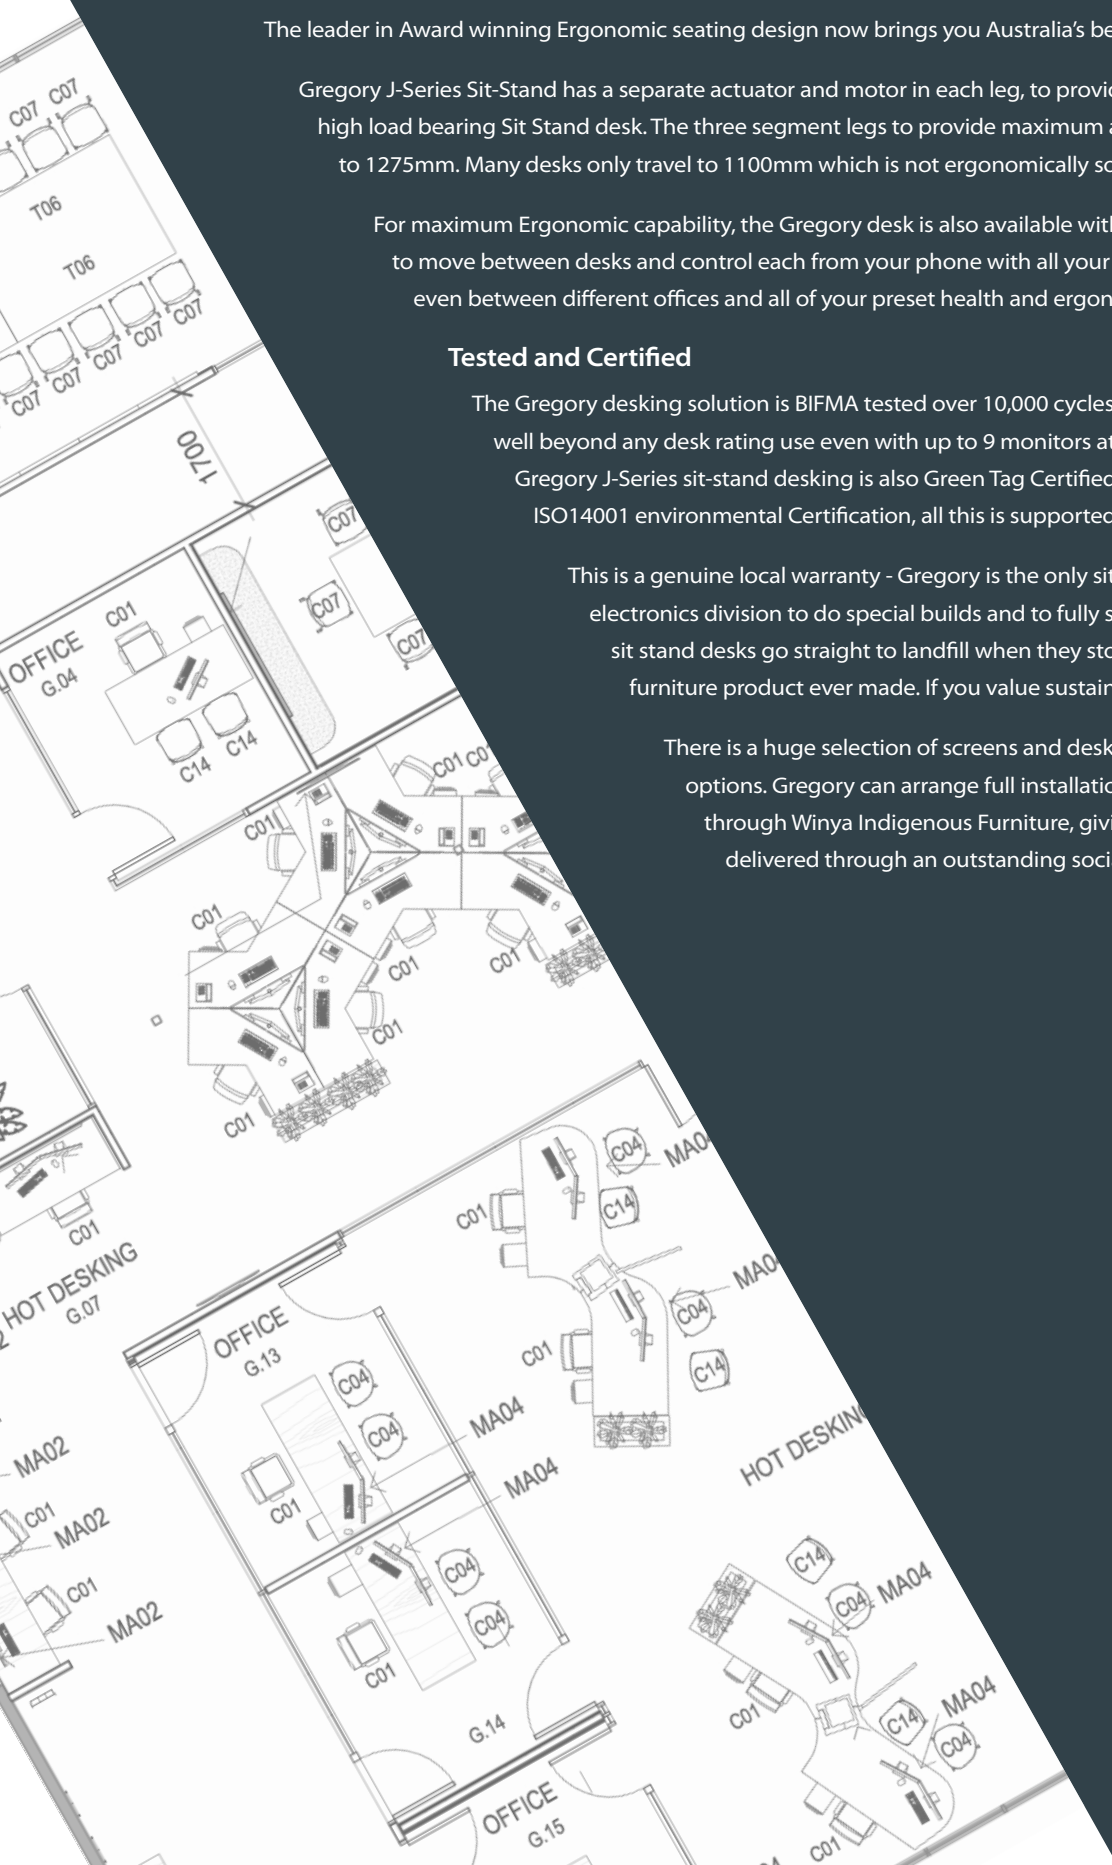 The leader in Award winning Ergonomic seating design now brings you Australia's be
Gregory J-Series Sit-Stand has a separate actuator and motor in each leg, to provi
high load bearing Sit Stand desk. The three segment legs to provide maximum
to 1275mm. Many desks only travel to 1100mm which is not ergonomically so
For maximum Ergonomic capability, the Gregory desk is also available wit
to move between desks and control each from your phone with all your
even between different offices and all of your preset health and ergon
Tested and Certified
The Gregory desking solution is BIFMA tested over 10,000 cycles
well beyond any desk rating use even with up to 9 monitors at
Gregory J-Series sit-stand desking is also Green Tag Certified
ISO14001 environmental Certification, all this is supported
This is a genuine local warranty - Gregory is the only sit
electronics division to do special builds and to fully s
sit stand desks go straight to landfill when they sto
furniture product ever made. If you value sustain
There is a huge selection of screens and desk
options. Gregory can arrange full installatio
through Winya Indigenous Furniture, givi
delivered through an outstanding soci
C07 C07
T06
T06
C07 C07 C07 C07 C07
1700
C07
C07
C07
C01
OFFICE
G.04
C14 C14
C01 C0
C01
C01
C01
C01
C01
C01
C01
HOT DESKING
G.07
C04
MA0
C14
C01
MA0
C04
C01
C14
OFFICE
G.13
C04
C04
MA04
MA04
C01
HOT DESKIN
MA02
C01
MA02
C01
MA02
C04
C04
C01
G.14
C14
C04
MA04
C01
MA04
C14
C04
C01
OFFICE
G.15